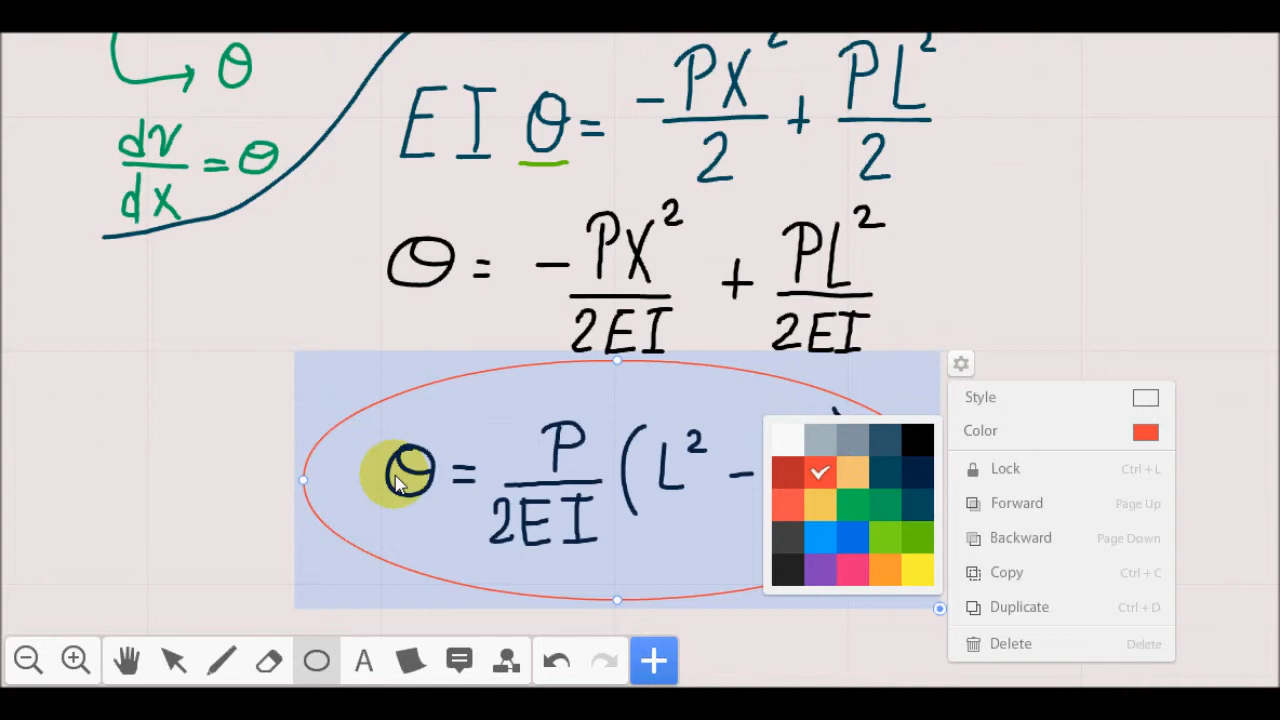 → θ
dv/dx = θ
EI θ = -PX²/2 + PL²/2
θ = -PX²/2EI + PL²/2EI
θ = P/2EI (L² -
Style
Color
Lock Ctrl + L
Forward Page Up
Backward Page Down
Copy Ctrl + C
Duplicate Ctrl + D
Delete Delete
A